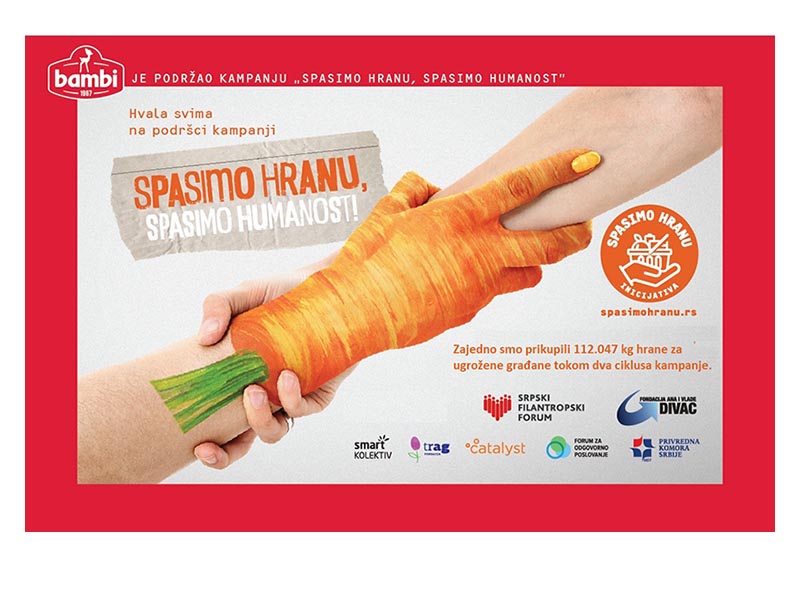 bambi
1967
JE PODRŽAO KAMPANJU „SPASIMO HRANU, SPASIMO HUMANOST”
Hvala svima
na podršci kampanji
SPASIMO HRANU,
SPASIMO HUMANOST!
SPASIMO HRANU
INICIJATIVA
spasimohranu.rs
Zajedno smo prikupili 112.047 kg hrane za
ugrožene građane tokom dva ciklusa kampanje.
SRPSKI
FILANTROPSKI
FORUM
FONDACIJA ANA I VLADE
DIVAC
smart
KOLEKTIV
trag
FONDACIJA
catalyst
FORUM ZA
ODGOVORNO
POSLOVANJE
PRIVREDNA
KOMORA
SRBIJE